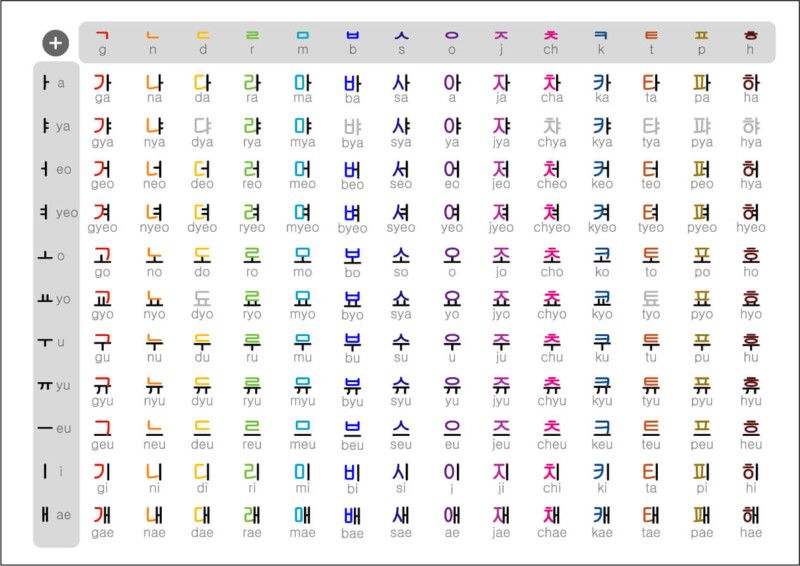 + ㄱ ㄴ ㄷ ㄹ ㅁ ㅂ ㅅ ㅇ ㅈ ㅊ ㅋ ㅌ ㅍ ㅎ
g n d r m b s o j ch k t p h
ㅏ a 가 나 다 라 마 바 사 아 자 차 카 타 파 하
ga na da ra ma ba sa a ja cha ka ta pa ha
ㅑ ya 갸 냐 댜 랴 먀 뱌 샤 야 쟈 챠 캬 탸 퍄 햐
gya nya dya rya mya bya sya ya jya chya kya tya pya hya
ㅓ eo 거 너 더 러 머 버 서 어 저 처 커 터 퍼 허
geo neo deo reo meo beo seo eo jeo cheo keo teo peo hya
ㅕ yeo 겨 녀 뎌 려 며 벼 셔 여 져 쳐 켜 텨 펴 혀
gyeo nyeo dyeo ryeo myeo byeo syeo yeo jyeo chyeo kyeo tyeo pyeo hyeo
ㅗ o 고 노 도 로 모 보 소 오 조 초 코 토 포 호
go no do ro mo bo so o jo cho ko to po ho
ㅛ yo 교 뇨 됴 료 묘 뵤 쇼 요 죠 쵸 쿄 툐 표 효
gyo nyo dyo ryo myo byo sya yo jyo chyo kyo tyo pyo hyo
ㅜ u 구 누 두 루 무 부 수 우 주 추 쿠 투 푸 후
gu nu du ru mu bu su u ju chu ku tu pu hu
ㅠ yu 규 뉴 듀 류 뮤 뷰 슈 유 쥬 츄 큐 튜 퓨 휴
gyu nyu dyu ryu myu byu syu yu jyu chyu kyu tyu pyu hyu
ㅡ eu 그 느 드 르 므 브 스 으 즈 츠 크 트 프 흐
geu neu deu reu meu beu seu eu jeu cheu keu teu peu heu
ㅣ i 기 니 디 리 미 비 시 이 지 치 키 티 피 히
gi ni di ri mi bi si i ji chi ki ta pi hi
ㅐ ae 개 내 대 래 매 배 새 애 재 채 캐 태 패 해
gae nae dae rae mae bae sae ae jae chae kae tae pae hae